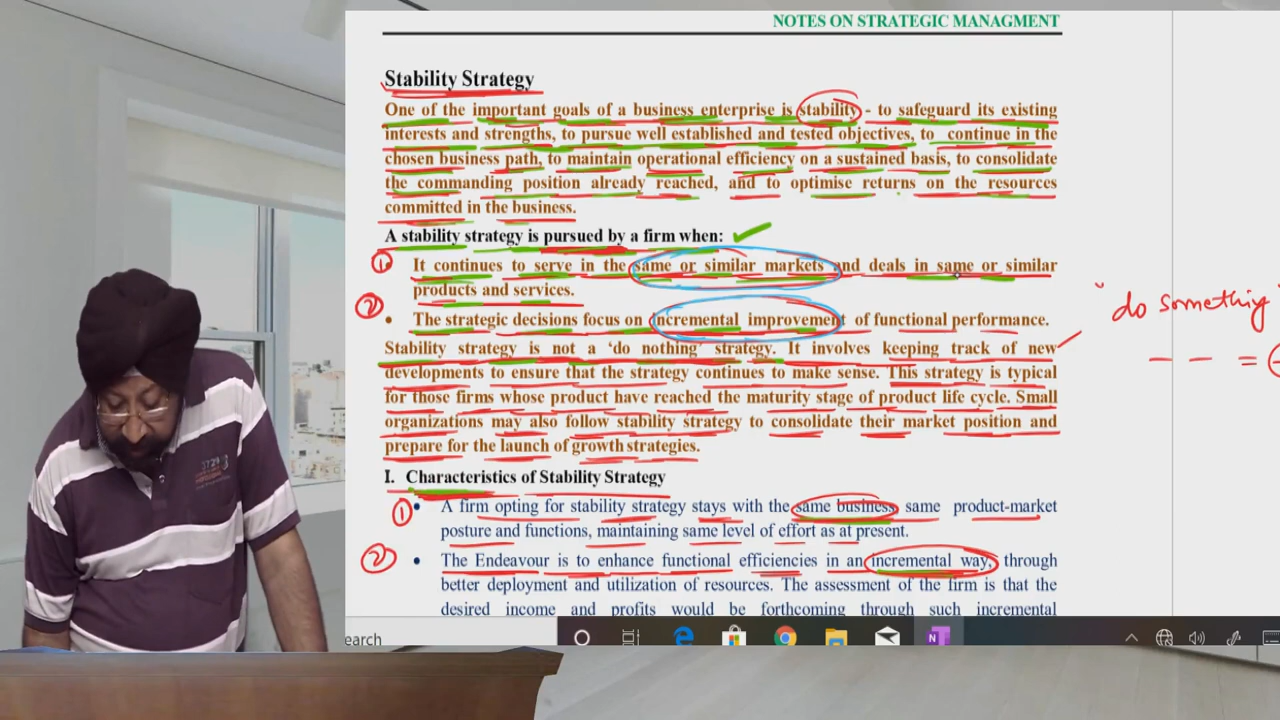 NOTES ON STRATEGIC MANAGMENT
Stability Strategy
One of the important goals of a business enterprise is stability - to safeguard its existing
interests and strengths, to pursue well established and tested objectives, to continue in the
chosen business path, to maintain operational efficiency on a sustained basis, to consolidate
the commanding position already reached, and to optimise returns on the resources
committed in the business.
A stability strategy is pursued by a firm when:
① It continues to serve in the same or similar markets and deals in same or similar
products and services.
②
• The strategic decisions focus on incremental improvement of functional performance.
Stability strategy is not a ‘do nothing’ strategy. It involves keeping track of new
developments to ensure that the strategy continues to make sense. This strategy is typical
for those firms whose product have reached the maturity stage of product life cycle. Small
organizations may also follow stability strategy to consolidate their market position and
prepare for the launch of growth strategies.
"do something"
— — =
I. Characteristics of Stability Strategy
① • A firm opting for stability strategy stays with the same business, same product-market
posture and functions, maintaining same level of effort as at present.
② • The Endeavour is to enhance functional efficiencies in an incremental way, through
better deployment and utilization of resources. The assessment of the firm is that the
desired income and profits would be forthcoming through such incremental
earch